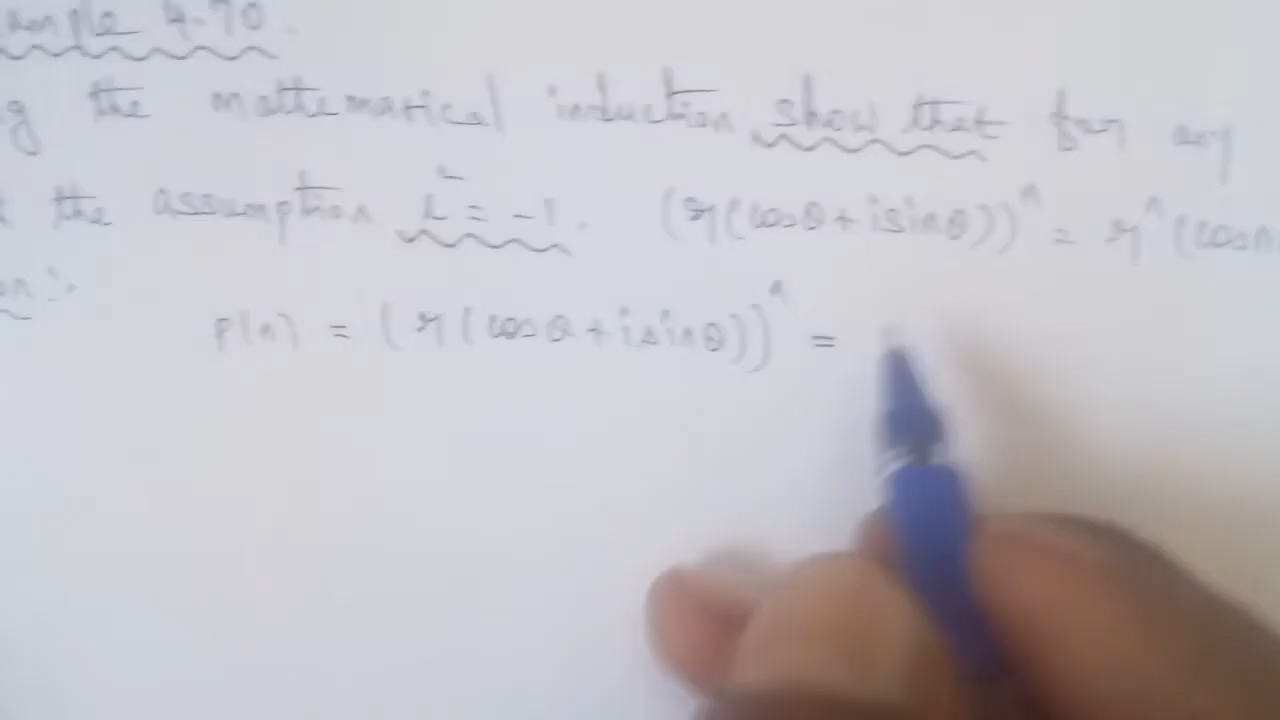 ample 4.70.
g the mathematical induction show that for any
t the assumption i² = -1. (r(cosθ + isinθ))ⁿ = rⁿ(cosn
on :-
P(n) = (r(cosθ + isinθ))ⁿ =